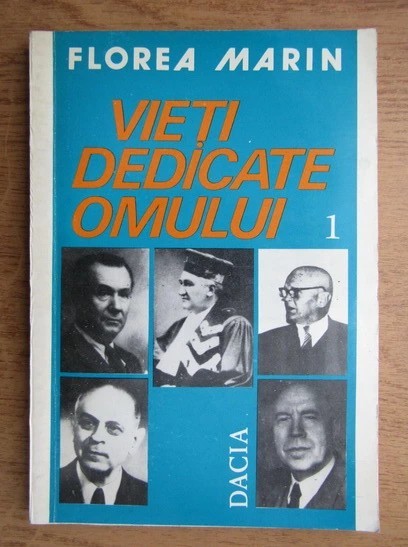 FLOREA MARIN
VIEȚI
DEDICATE
OMULUI 1
DACIA